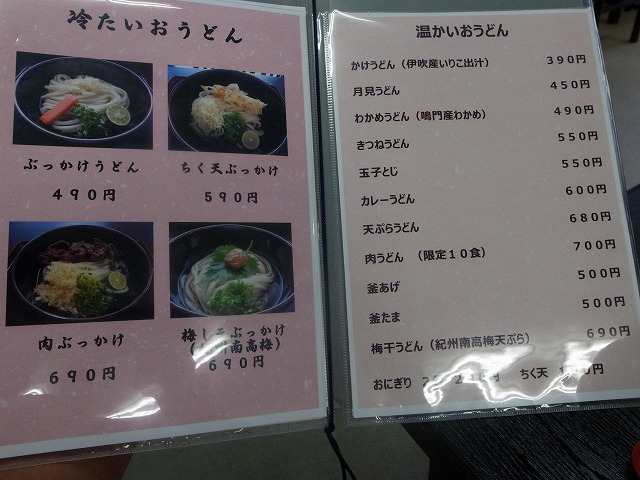 冷たいおうどん
ぶっかけうどん
490円
ちく天ぶっかけ
590円
肉ぶっかけ
690円
梅しそぶっかけ
南高梅)
690円
温かいおうどん
かけうどん(伊吹産いりこ出汁) 390円
月見うどん 450円
わかめうどん(鳴門産わかめ) 490円
きつねうどん 550円
玉子とじ 550円
カレーうどん 600円
天ぷらうどん 680円
肉うどん (限定10食) 700円
釜あげ 500円
釜たま 500円
梅干うどん(紀州南高梅天ぷら) 690円
おにぎり ちく天